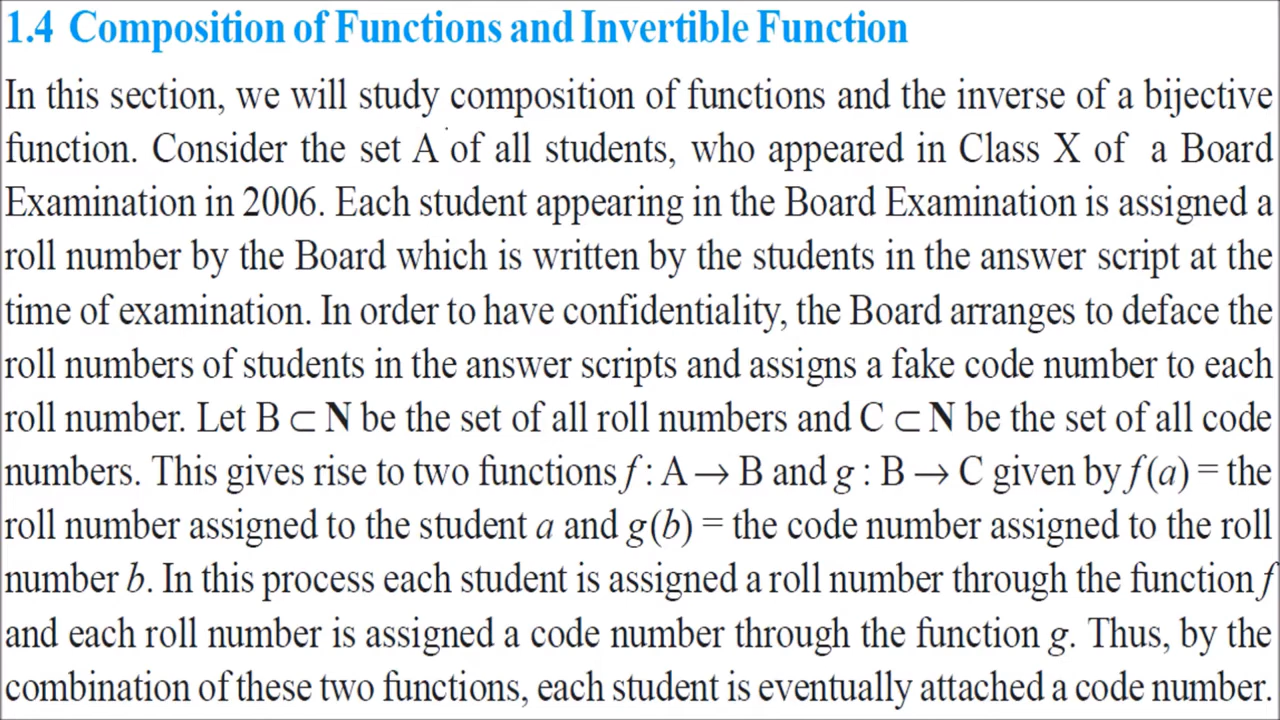 1.4 Composition of Functions and Invertible Function
In this section, we will study composition of functions and the inverse of a bijective
function. Consider the set A of all students, who appeared in Class X of a Board
Examination in 2006. Each student appearing in the Board Examination is assigned a
roll number by the Board which is written by the students in the answer script at the
time of examination. In order to have confidentiality, the Board arranges to deface the
roll numbers of students in the answer scripts and assigns a fake code number to each
roll number. Let B ⊂ N be the set of all roll numbers and C ⊂ N be the set of all code
numbers. This gives rise to two functions f : A → B and g : B → C given by f (a) = the
roll number assigned to the student a and g (b) = the code number assigned to the roll
number b. In this process each student is assigned a roll number through the function f
and each roll number is assigned a code number through the function g. Thus, by the
combination of these two functions, each student is eventually attached a code number.